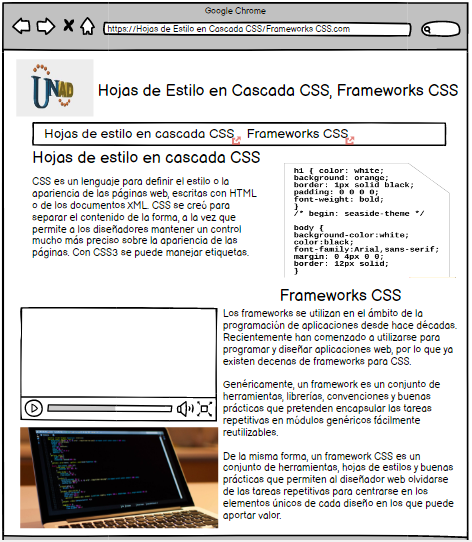 Google Chrome
https://Hojas de Estilo en Cascada CSS/Frameworks CSS.com
UNAD
Hojas de Estilo en Cascada CSS, Frameworks CSS
Hojas de estilo en cascada CSS Frameworks CSS
Hojas de estilo en cascada CSS
CSS es un lenguaje para definir el estilo o la
apariencia de las páginas web, escritas con HTML
o de los documentos XML. CSS se creó para
separar el contenido de la forma, a la vez que
permite a los diseñadores mantener un control
mucho más preciso sobre la apariencia de las
páginas. Con CSS3 se puede manejar etiquetas.
h1 { color: white;
background: orange;
border: 1px solid black;
padding: 0 0 0 0;
font-weight: bold;
}
/* begin: seaside-theme */
body {
background-color:white;
color:black;
font-family:Arial,sans-serif;
margin: 0 4px 0 0;
border: 12px solid;
}
Frameworks CSS
Los frameworks se utilizan en el ámbito de la
programación de aplicaciones desde hace décadas.
Recientemente han comenzado a utilizarse para
programar y diseñar aplicaciones web, por lo que ya
existen decenas de frameworks para CSS.
Genéricamente, un framework es un conjunto de
herramientas, librerías, convenciones y buenas
prácticas que pretenden encapsular las tareas
repetitivas en módulos genéricos fácilmente
reutilizables.
De la misma forma, un framework CSS es un
conjunto de herramientas, hojas de estilos y buenas
prácticas que permiten al diseñador web olvidarse
de las tareas repetitivas para centrarse en los
elementos únicos de cada diseño en los que puede
aportar valor.